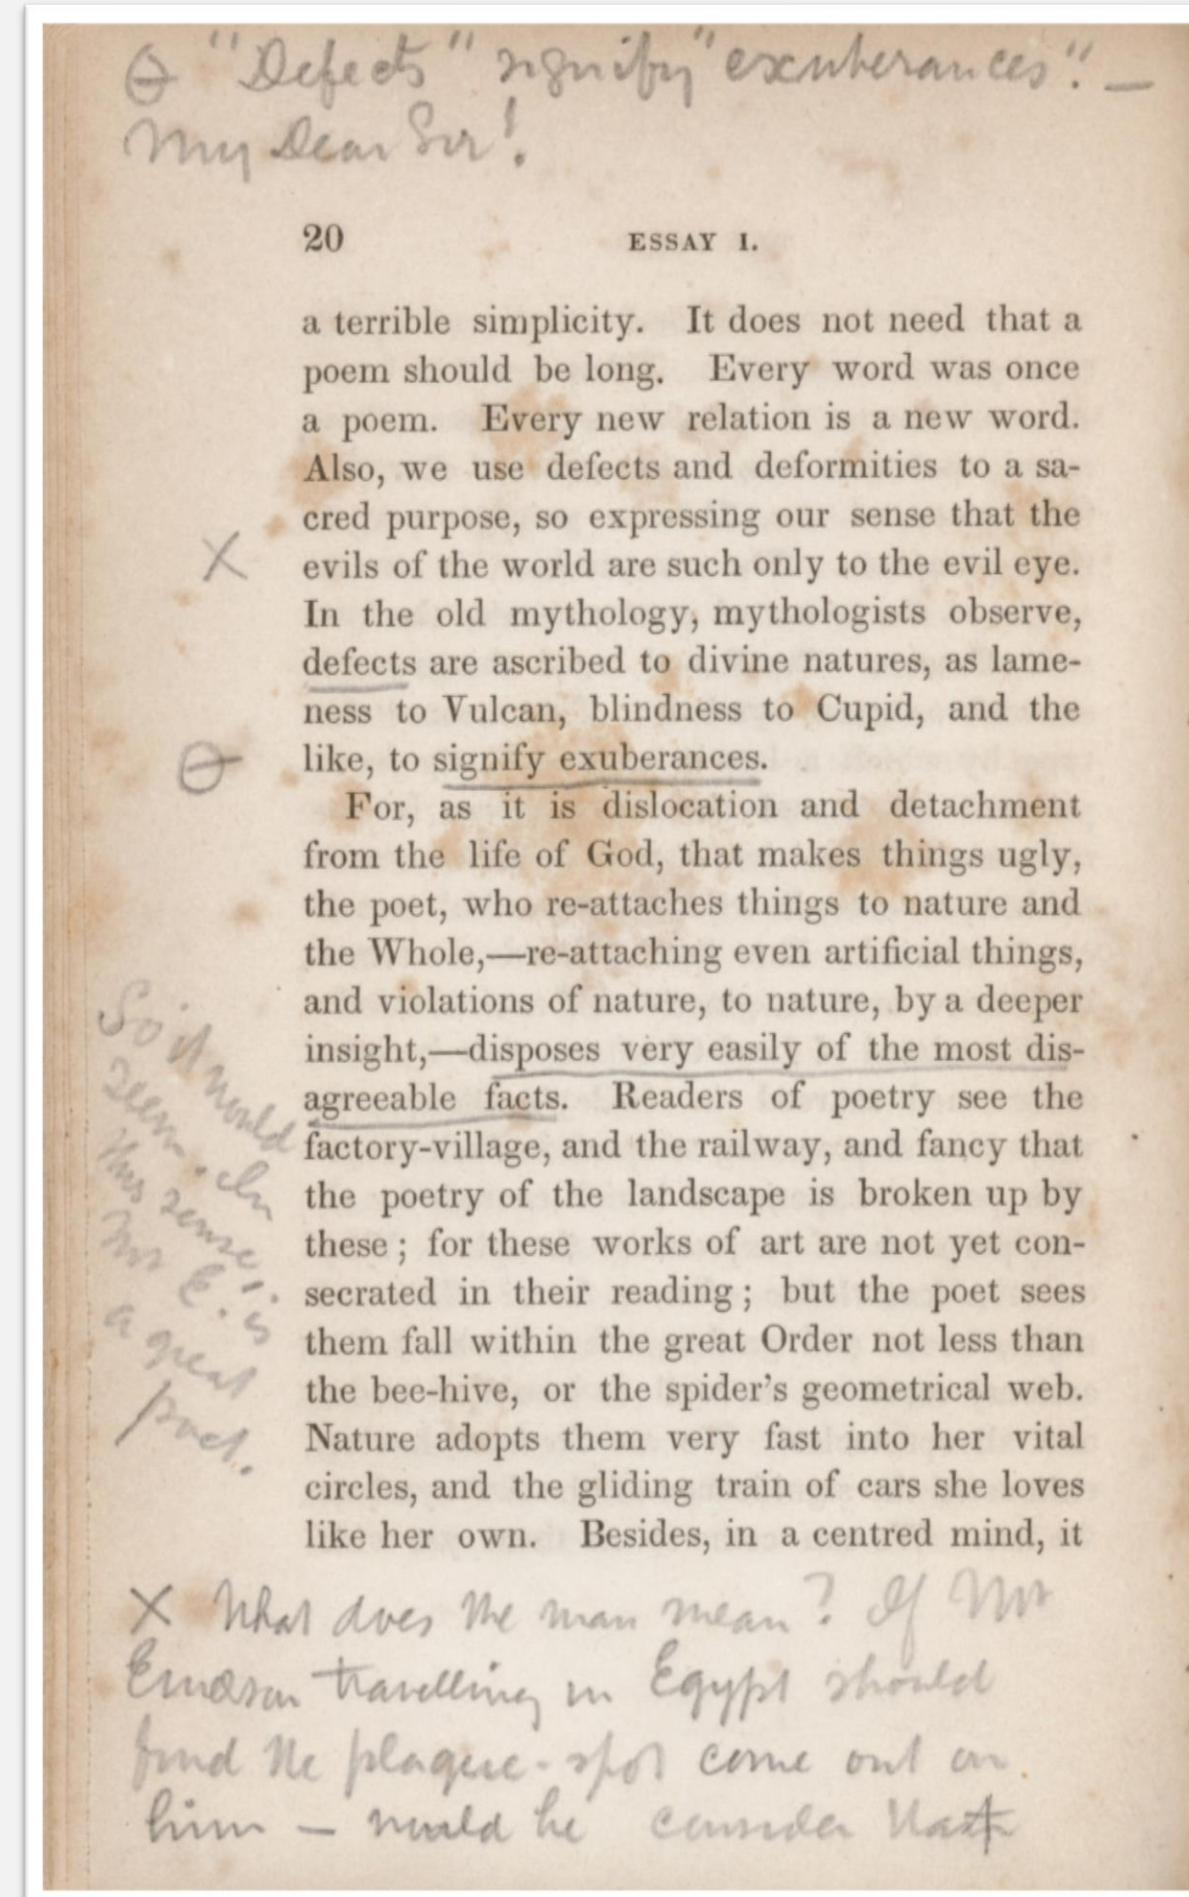 ⊖ "Defects" signify "exuberances". —
My Dear Sir!
20 ESSAY I.
a terrible simplicity. It does not need that a
poem should be long. Every word was once
a poem. Every new relation is a new word.
Also, we use defects and deformities to a sa-
cred purpose, so expressing our sense that the
X evils of the world are such only to the evil eye.
In the old mythology, mythologists observe,
defects are ascribed to divine natures, as lame-
ness to Vulcan, blindness to Cupid, and the
⊖ like, to signify exuberances.
For, as it is dislocation and detachment
from the life of God, that makes things ugly,
the poet, who re-attaches things to nature and
the Whole,—re-attaching even artificial things,
and violations of nature, to nature, by a deeper
insight,—disposes very easily of the most dis-
agreeable facts. Readers of poetry see the
factory-village, and the railway, and fancy that
the poetry of the landscape is broken up by
these; for these works of art are not yet con-
secrated in their reading; but the poet sees
them fall within the great Order not less than
the bee-hive, or the spider's geometrical web.
Nature adopts them very fast into her vital
circles, and the gliding train of cars she loves
like her own. Besides, in a centred mind, it
So it would
seem. In
this sense,
Mr E. is
a great
poet.
X What does the man mean? If Mr
Emerson travelling in Egypt should
find the plague-spot come out on
him — would he consider that